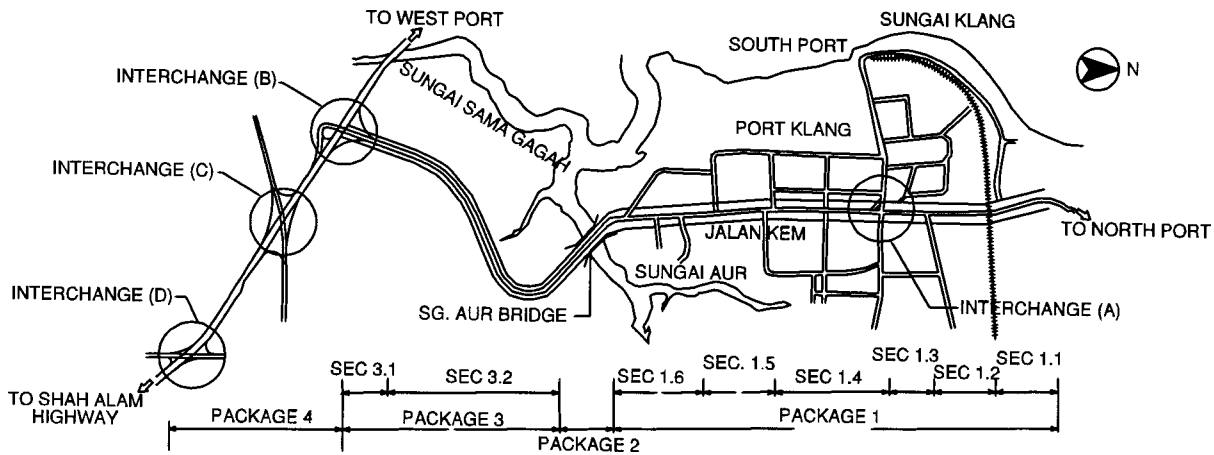 TO WEST PORT
SUNGAI KLANG
SOUTH PORT
INTERCHANGE (B)
N
SUNGAI SAMA GAGAH
PORT KLANG
INTERCHANGE (C)
TO NORTH PORT
JALAN KEM
SUNGAI AUR
INTERCHANGE (D)
SG. AUR BRIDGE
INTERCHANGE (A)
TO SHAH ALAM
HIGHWAY
SEC 3.1
SEC 3.2
SEC 1.6
SEC. 1.5
SEC 1.4
SEC 1.3
SEC 1.2
SEC 1.1
PACKAGE 4
PACKAGE 3
PACKAGE 2
PACKAGE 1